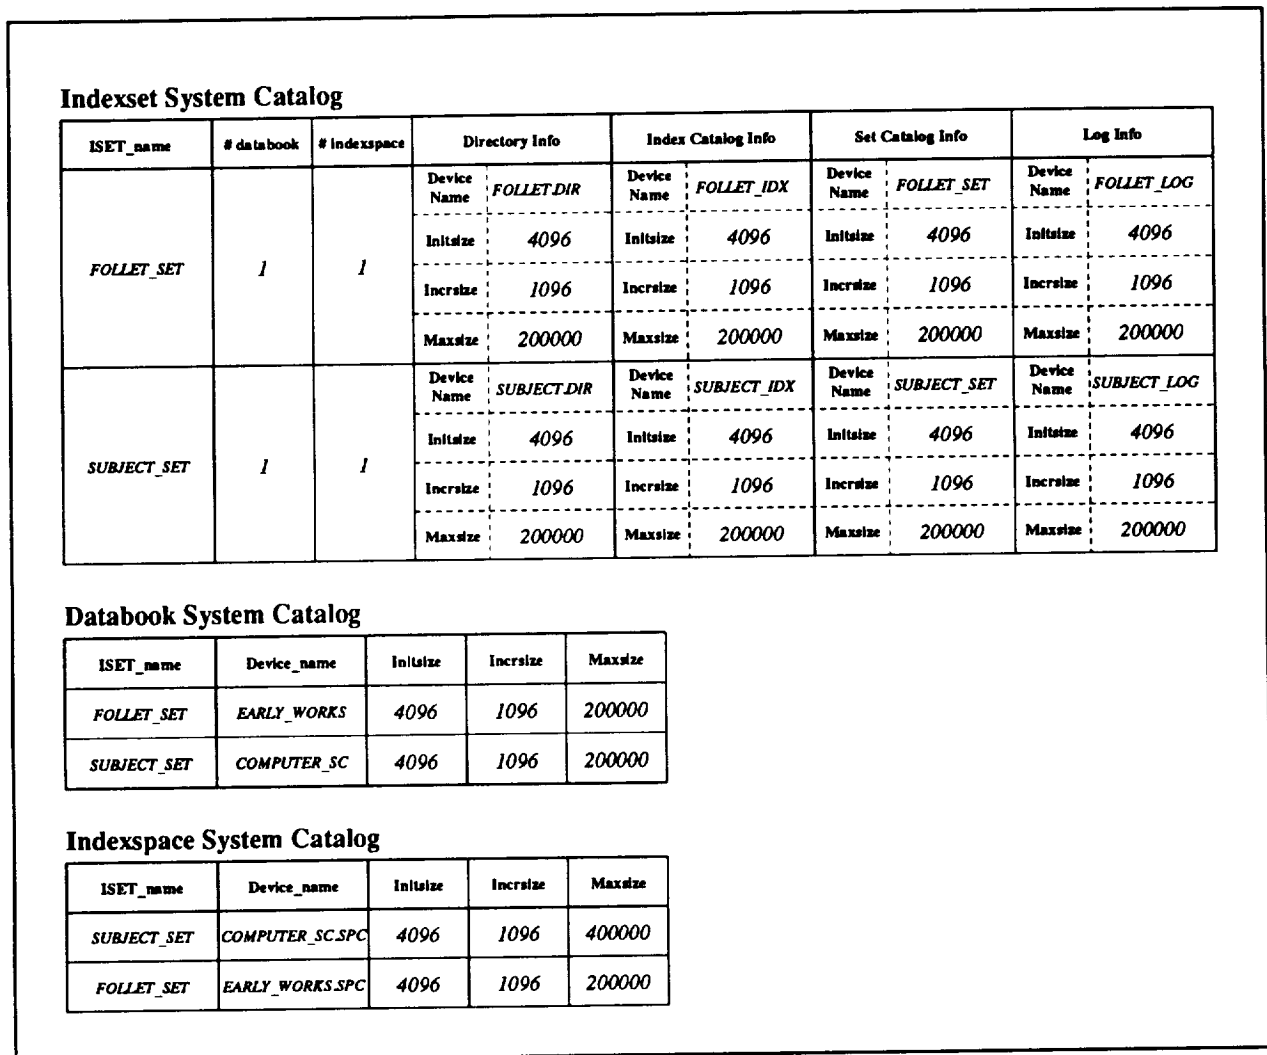 Indexset System Catalog
ISET_name # databook # indexspace Directory Info Index Catalog Info Set Catalog Info Log Info
Device Name FOLLET.DIR Device Name FOLLET_IDX Device Name FOLLET_SET Device Name FOLLET_LOG
Initsize 4096 Initsize 4096 Initsize 4096 Initsize 4096
FOLLET_SET 1 1
Incrsize 1096 Incrsize 1096 Incrsize 1096 Incrsize 1096
Maxsize 200000 Maxsize 200000 Maxsize 200000 Maxsize 200000
Device Name SUBJECT.DIR Device Name SUBJECT_IDX Device Name SUBJECT_SET Device Name SUBJECT_LOG
Initsize 4096 Initsize 4096 Initsize 4096 Initsize 4096
SUBJECT_SET 1 1
Incrsize 1096 Incrsize 1096 Incrsize 1096 Incrsize 1096
Maxsize 200000 Maxsize 200000 Maxsize 200000 Maxsize 200000
Databook System Catalog
ISET_name Device_name Initsize Incrsize Maxsize
FOLLET_SET EARLY_WORKS 4096 1096 200000
SUBJECT_SET COMPUTER_SC 4096 1096 200000
Indexspace System Catalog
ISET_name Device_name Initsize Incrsize Maxsize
SUBJECT_SET COMPUTER_SC.SPC 4096 1096 400000
FOLLET_SET EARLY_WORKS.SPC 4096 1096 200000